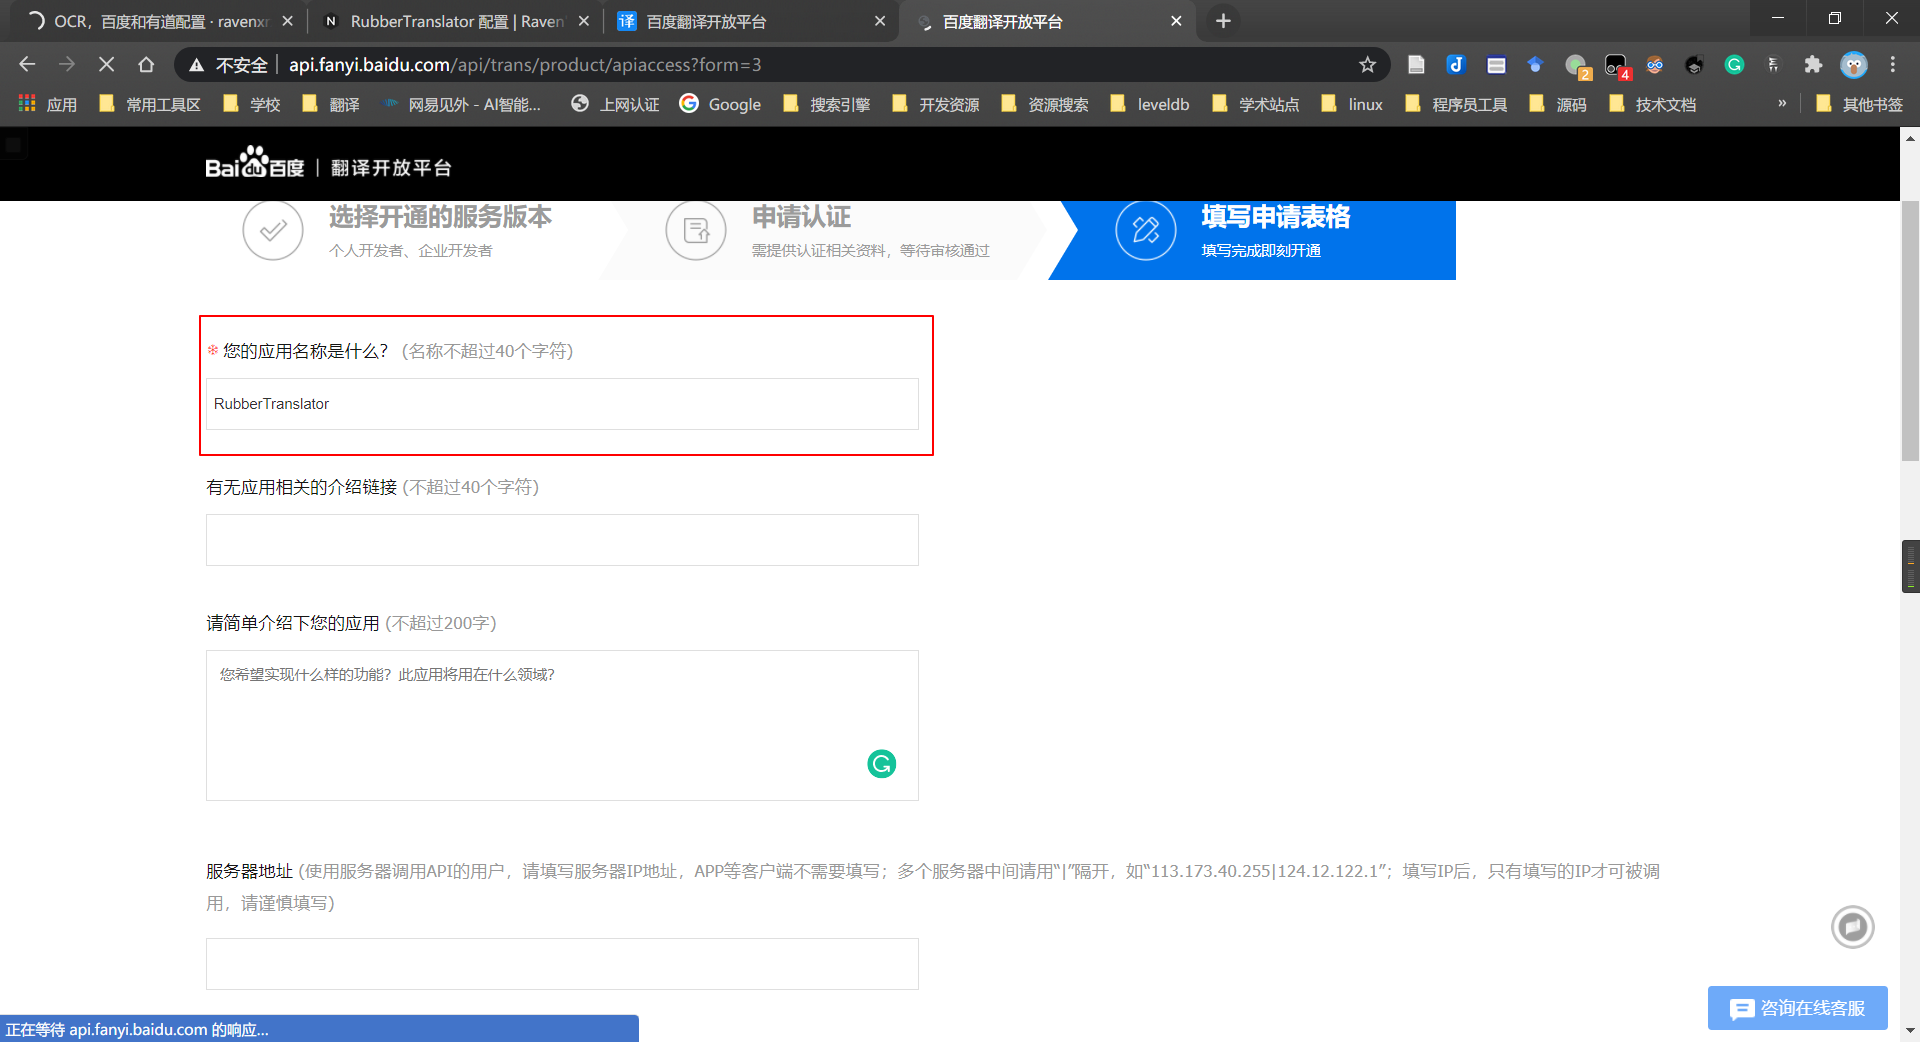 OCR，百度和有道配置 · ravenxr
RubberTranslator 配置 | Raven'
百度翻译开放平台
百度翻译开放平台
不安全 | api.fanyi.baidu.com/api/trans/product/apiaccess?form=3
2
4
应用 常用工具区 学校 翻译 网易见外 - AI智能... 上网认证 Google 搜索引擎 开发资源 资源搜索 leveldb 学术站点 linux 程序员工具 源码 技术文档 » 其他书签
Bai du 百度 | 翻译开放平台
选择开通的服务版本
个人开发者、企业开发者
申请认证
需提供认证相关资料，等待审核通过
填写申请表格
填写完成即刻开通
* 您的应用名称是什么？ (名称不超过40个字符)
RubberTranslator
有无应用相关的介绍链接 (不超过40个字符)
请简单介绍下您的应用 (不超过200字)
您希望实现什么样的功能？此应用将用在什么领域？
服务器地址 (使用服务器调用API的用户，请填写服务器IP地址，APP等客户端不需要填写；多个服务器中间请用“|”隔开，如“113.173.40.255|124.12.122.1”；填写IP后，只有填写的IP才可被调
用，请谨慎填写)
咨询在线客服
正在等待 api.fanyi.baidu.com 的响应...